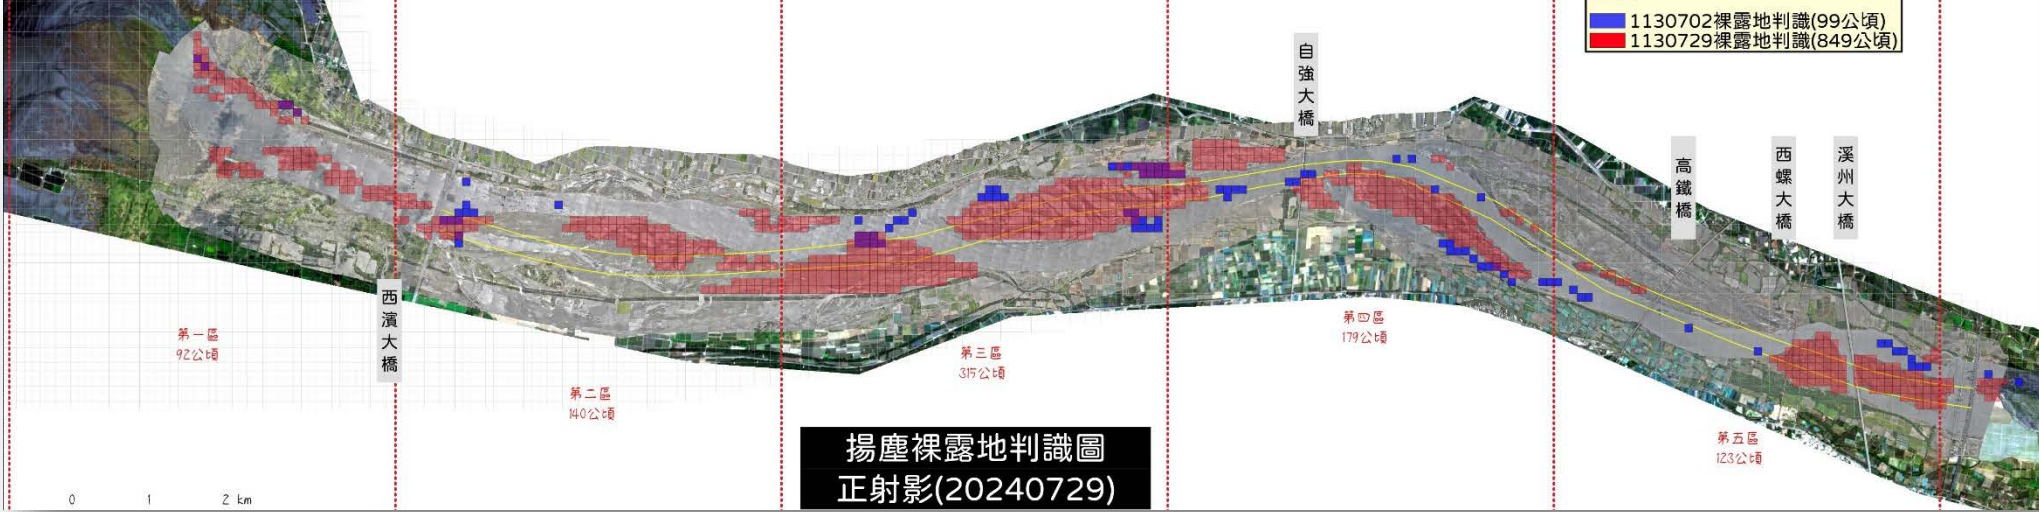 1130702裸露地判識(99公頃)
1130729裸露地判識(849公頃)
自強大橋
高鐵橋
西螺大橋
溪州大橋
西濱大橋
第一區
92公頃
第二區
140公頃
第三區
315公頃
第四區
179公頃
第五區
123公頃
揚塵裸露地判識圖
正射影(20240729)
0 1 2 km